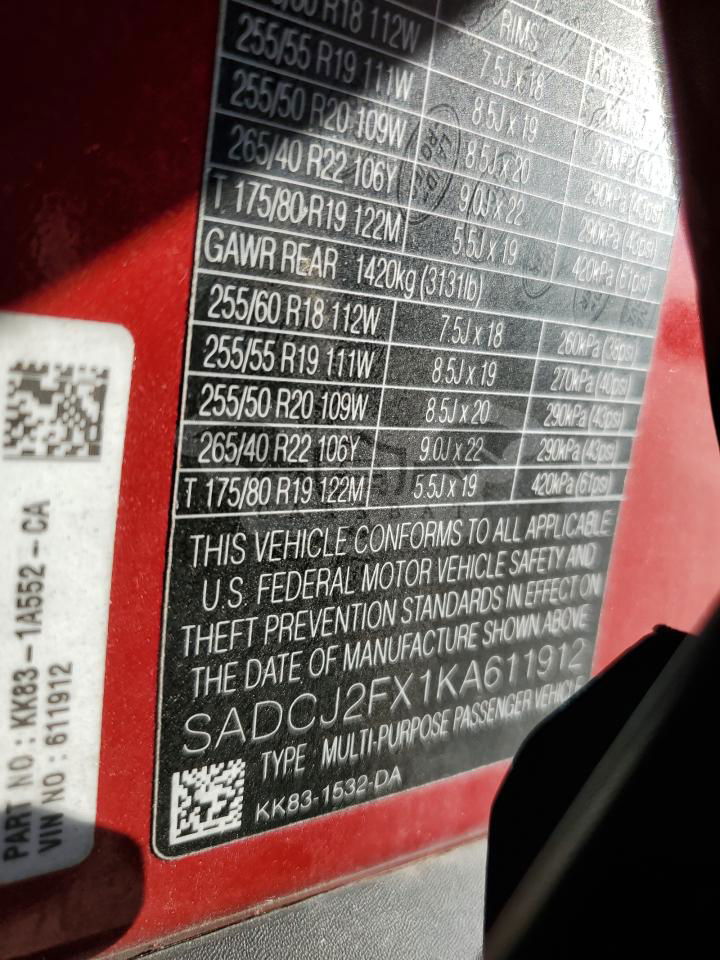 R18 112W
RIMS
7.5J x 18
255/55 R19 111W
8.5J x 19
255/50 R20 109W
8.5J x 20
265/40 R22 106Y
9.0J x 22
290kPa (43psi)
T 175/80 R19 122M
5.5J x 19
420kPa (61psi)
GAWR REAR 1420kg (3131lb)
255/60 R18 112W
7.5J x 18
260kPa (38psi)
255/55 R19 111W
8.5J x 19
270kPa (40psi)
255/50 R20 109W
8.5J x 20
290kPa (43psi)
265/40 R22 106Y
9.0J x 22
290kPa (43psi)
T 175/80 R19 122M
5.5J x 19
420kPa (61psi)
THIS VEHICLE CONFORMS TO ALL APPLICABLE
U.S. FEDERAL MOTOR VEHICLE SAFETY AND
THEFT PREVENTION STANDARDS IN EFFECT ON
THE DATE OF MANUFACTURE SHOWN ABOVE
SADCJ2FX1KA611912
TYPE MULTI-PURPOSE PASSENGER VEHICLE
KK83-1532-DA
PART NO : KK83-1A552-CA
VIN NO : 611912